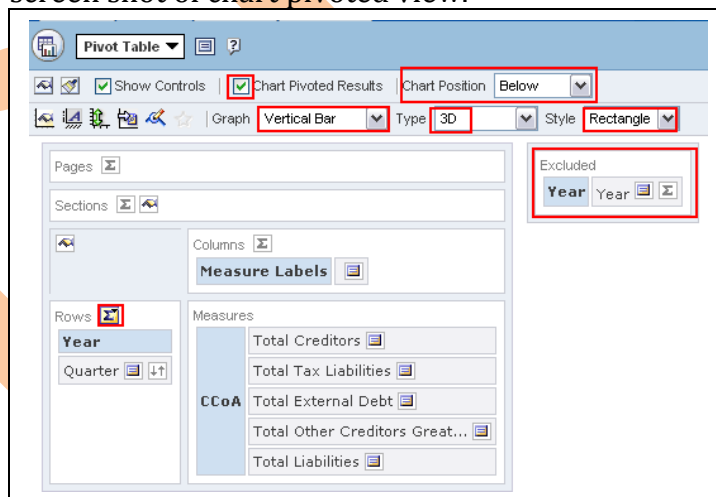 screen shot of chart pivoted view.
Pivot Table
Show Controls | Chart Pivoted Results | Chart Position Below
Graph Vertical Bar Type 3D Style Rectangle
Pages Σ
Excluded
Year Year Σ
Sections Σ
Columns Σ
Measure Labels
Rows Σ
Measures
Year
Total Creditors
Quarter
Total Tax Liabilities
CCoA Total External Debt
Total Other Creditors Great...
Total Liabilities